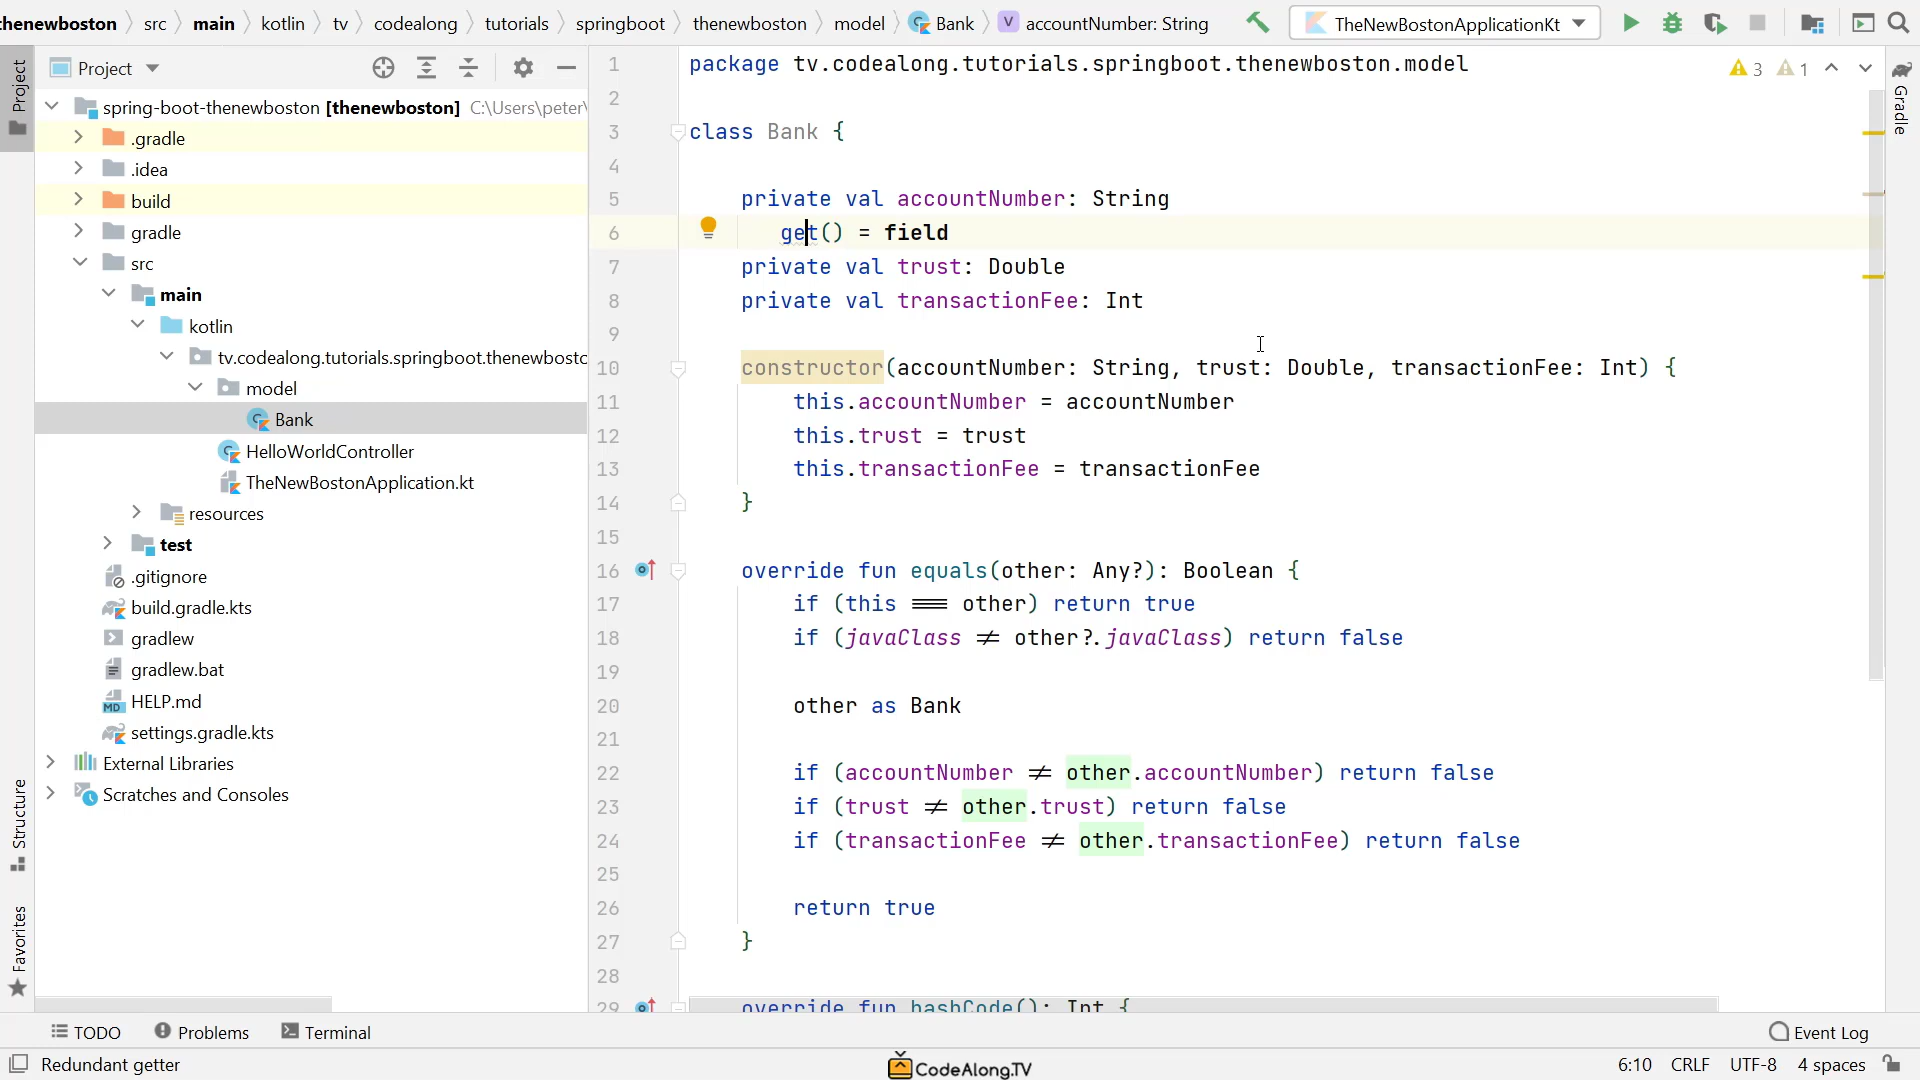 thenewboston src main kotlin tv codealong tutorials springboot thenewboston model Bank V accountNumber: String TheNewBostonApplicationKt
Project
Project
spring-boot-thenewboston [thenewboston] C:\Users\peter\
.gradle
.idea
build
gradle
src
main
kotlin
tv.codealong.tutorials.springboot.thenewbosto
model
Bank
HelloWorldController
TheNewBostonApplication.kt
resources
test
.gitignore
build.gradle.kts
gradlew
gradlew.bat
HELP.md
settings.gradle.kts
External Libraries
Scratches and Consoles
Structure
Favorites
1 package tv.codealong.tutorials.springboot.thenewboston.model
2
3 class Bank {
4
5 private val accountNumber: String
6 get() = field
7 private val trust: Double
8 private val transactionFee: Int
9
10 constructor(accountNumber: String, trust: Double, transactionFee: Int) {
11 this.accountNumber = accountNumber
12 this.trust = trust
13 this.transactionFee = transactionFee
14 }
15
16 override fun equals(other: Any?): Boolean {
17 if (this === other) return true
18 if (javaClass != other?.javaClass) return false
19
20 other as Bank
21
22 if (accountNumber != other.accountNumber) return false
23 if (trust != other.trust) return false
24 if (transactionFee != other.transactionFee) return false
25
26 return true
27 }
28
29 override fun hashCode(): Int {
3 1
Gradle
TODO Problems Terminal Event Log
Redundant getter CodeAlong.TV 6:10 CRLF UTF-8 4 spaces